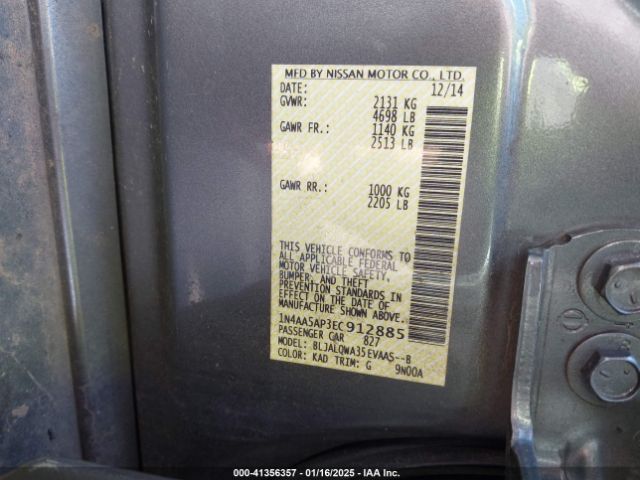 MFD BY NISSAN MOTOR CO., LTD.
DATE: 12/14
GVWR: 2131 KG
4698 LB
GAWR FR.: 1140 KG
2513 LB
GAWR RR.: 1000 KG
2205 LB
THIS VEHICLE CONFORMS TO
ALL APPLICABLE FEDERAL
MOTOR VEHICLE SAFETY,
BUMPER, AND THEFT
PREVENTION STANDARDS IN
EFFECT ON THE DATE OF
MANUFACTURE SHOWN ABOVE.
1N4AA5AP3EC912885
PASSENGER CAR 827
MODEL: BLJALQWA35EVAAS--B
COLOR: KAD TRIM: G 9N00A
000-41356357 | 01/16/2025 | IAA Inc.